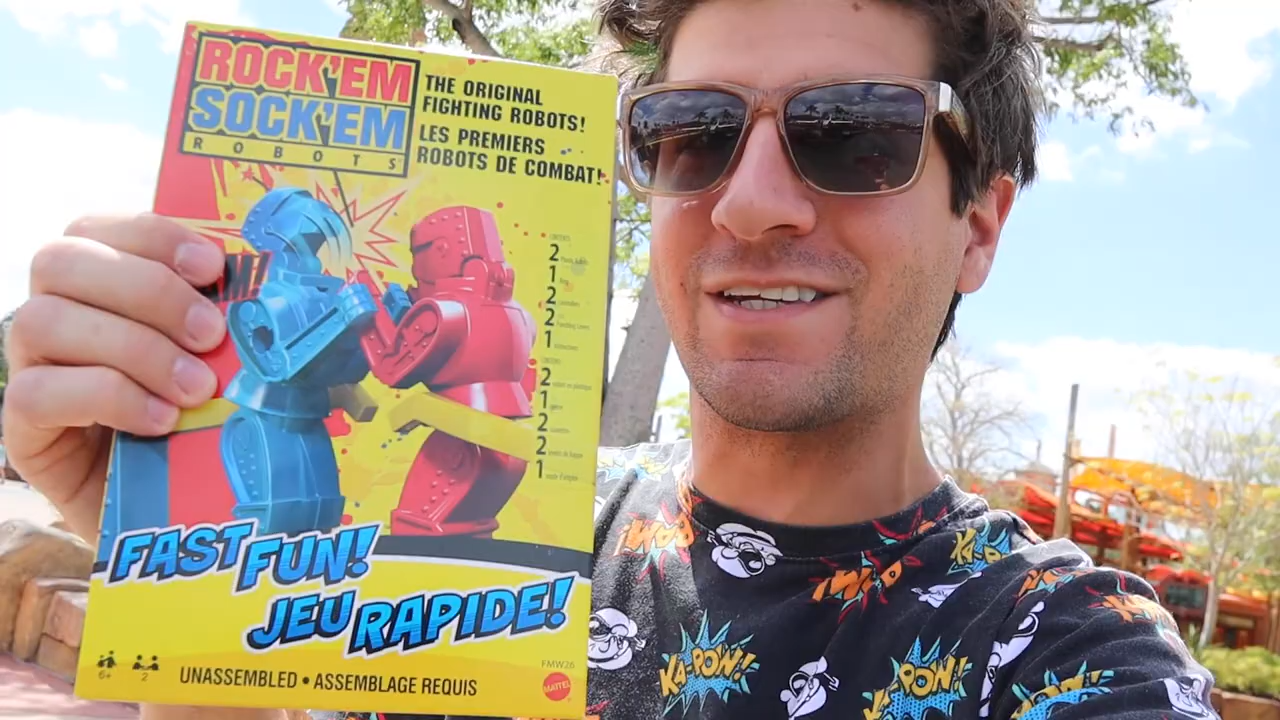 ROCK'EM
SOCK'EM
ROBOTS
THE ORIGINAL
FIGHTING ROBOTS!
LES PREMIERS
ROBOTS DE COMBAT!
2
1
2
2
1
2
1
2
2
1
FAST FUN!
JEU RAPIDE!
6+
2
UNASSEMBLED • ASSEMBLAGE REQUIS
FMW26
MATTEL
KA-POW!
POW!